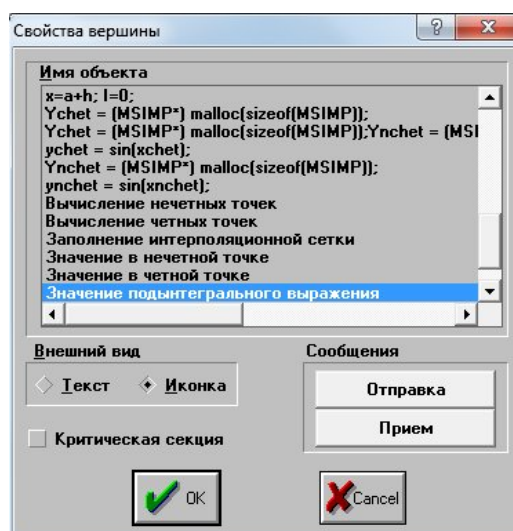 Свойства вершины
Имя объекта
x=a+h; I=0;
Ychet = (MSIMP*) malloc(sizeof(MSIMP));
Ychet = (MSIMP*) malloc(sizeof(MSIMP));Ynchet = (MSI
ychet = sin(xchet);
Ynchet = (MSIMP*) malloc(sizeof(MSIMP));
ynchet = sin(xnchet);
Вычисление нечетных точек
Вычисление четных точек
Заполнение интерполяционной сетки
Значение в нечетной точке
Значение в четной точке
Значение подынтегрального выражения
Внешний вид
Текст Иконка
Критическая секция
Сообщения
Отправка
Прием
OK
Cancel